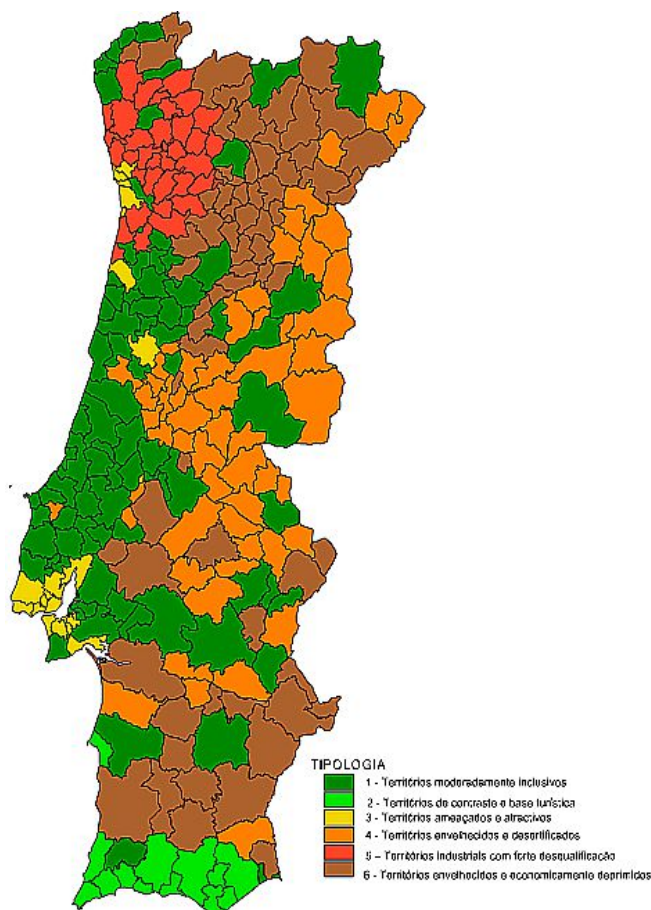 TIPOLOGIA
1 - Territórios moderadamente inclusivos
2 - Territórios de contraste e base turística
3 - Territórios ameaçados e atractivos
4 - Territórios envelhecidos e desertificados
5 – Territórios industriais com forte desqualificação
6 - Territórios envelhecidos e economicamente deprimidos